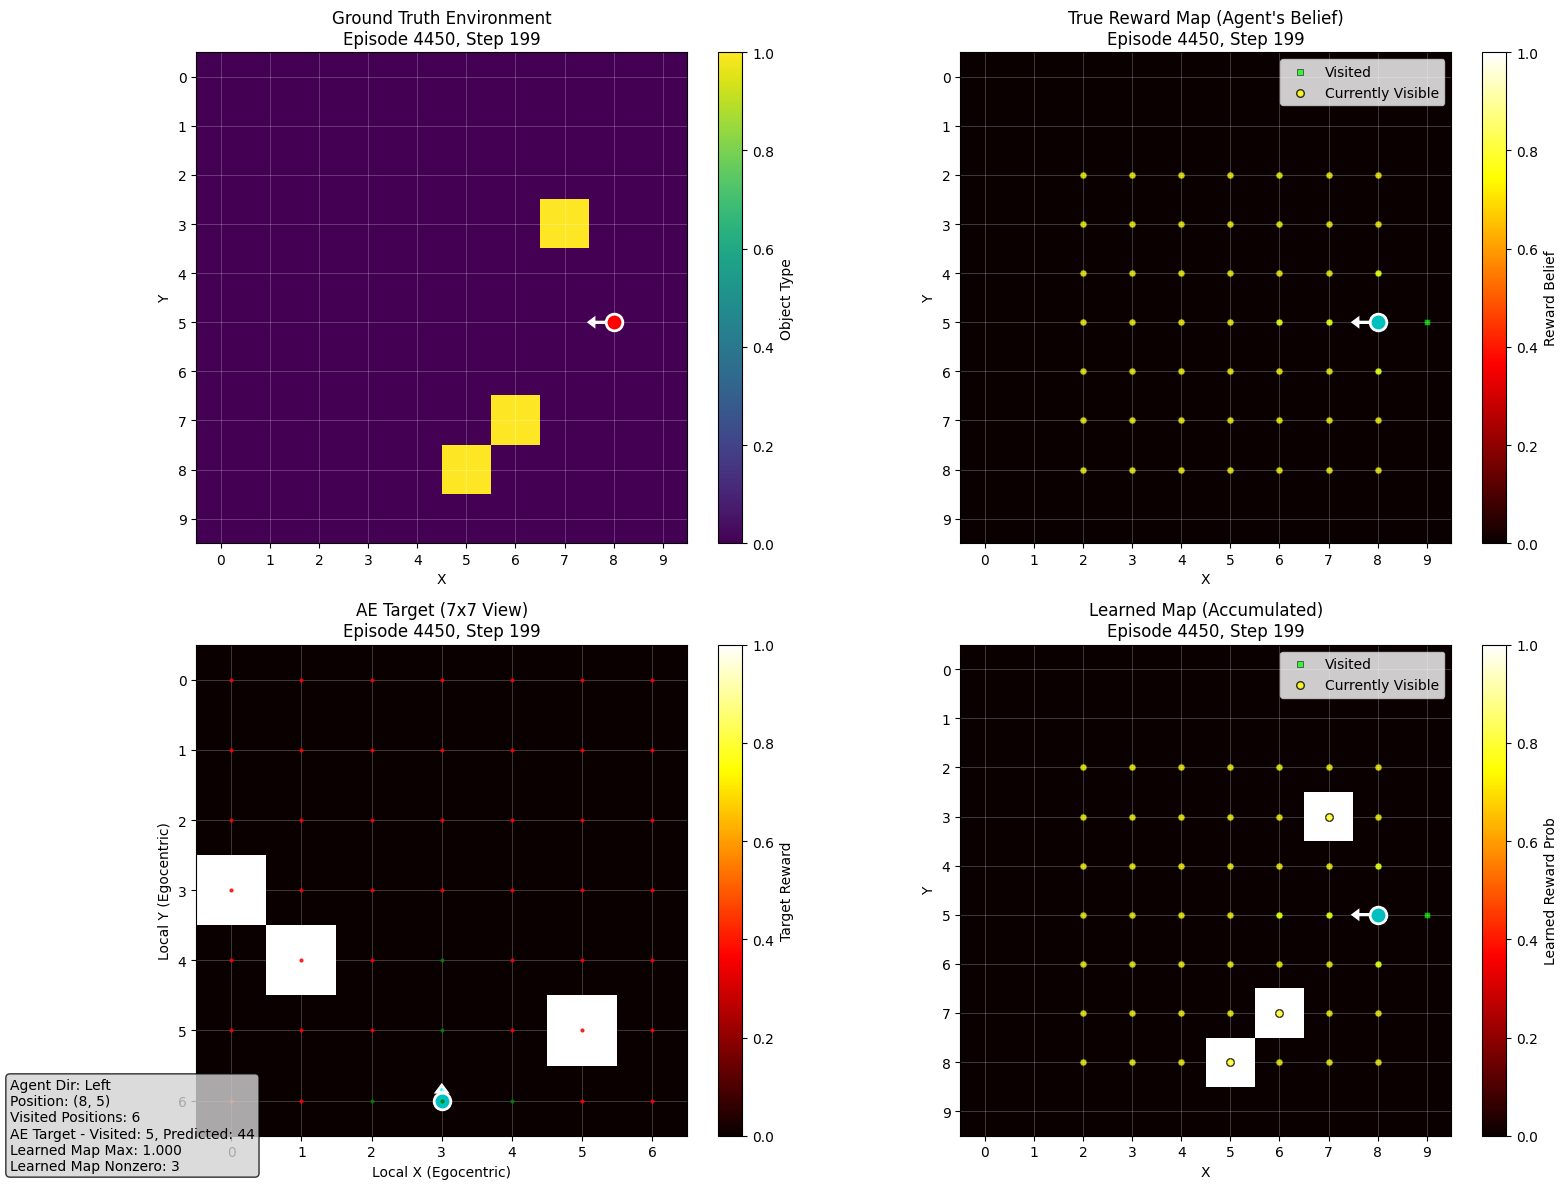 Ground Truth Environment
Episode 4450, Step 199
0
1
2
3
4
5
6
7
8
9
Y
0 1 2 3 4 5 6 7 8 9
X
1.0
0.8
0.6
0.4
0.2
0.0
Object Type
True Reward Map (Agent's Belief)
Episode 4450, Step 199
Visited
Currently Visible
0
1
2
3
4
5
6
7
8
9
Y
0 1 2 3 4 5 6 7 8 9
X
1.0
0.8
0.6
0.4
0.2
0.0
Reward Belief
AE Target (7x7 View)
Episode 4450, Step 199
0
1
2
3
4
5
6
Local Y (Egocentric)
0 1 2 3 4 5 6
Local X (Egocentric)
1.0
0.8
0.6
0.4
0.2
0.0
Target Reward
Agent Dir: Left
Position: (8, 5)
Visited Positions: 6
AE Target - Visited: 5, Predicted: 44
Learned Map Max: 1.000
Learned Map Nonzero: 3
Learned Map (Accumulated)
Episode 4450, Step 199
Visited
Currently Visible
0
1
2
3
4
5
6
7
8
9
Y
0 1 2 3 4 5 6 7 8 9
X
1.0
0.8
0.6
0.4
0.2
0.0
Learned Reward Prob